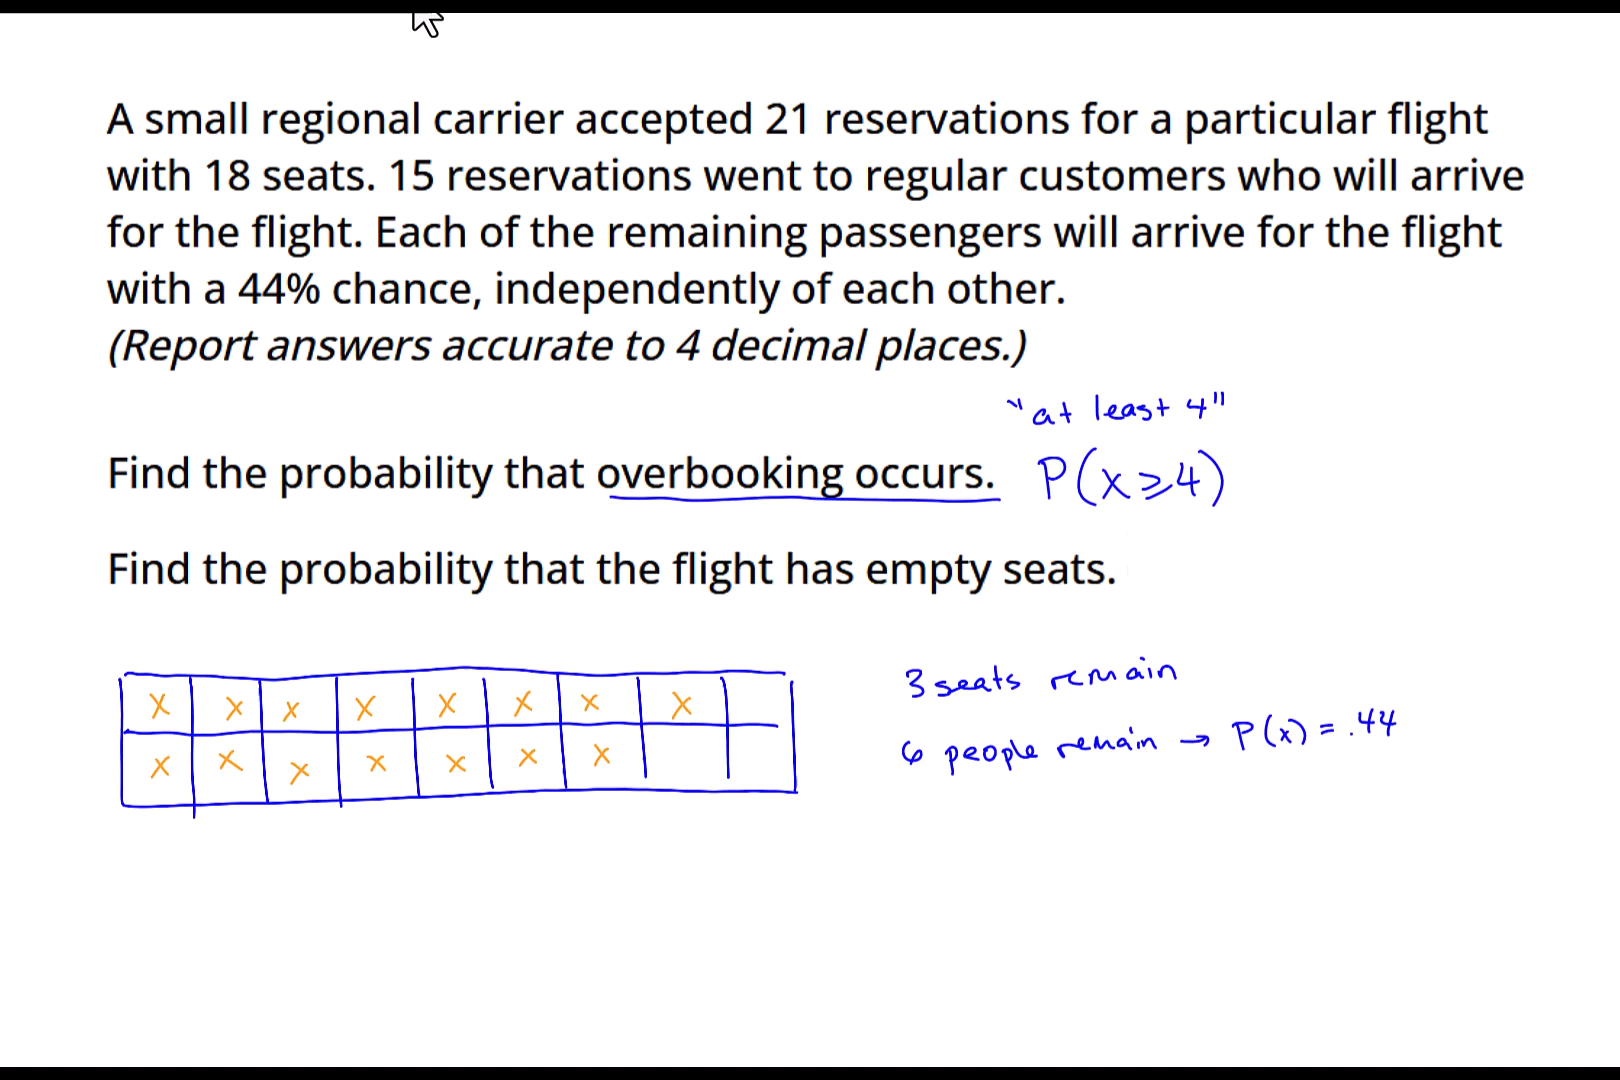 A small regional carrier accepted 21 reservations for a particular flight
with 18 seats. 15 reservations went to regular customers who will arrive
for the flight. Each of the remaining passengers will arrive for the flight
with a 44% chance, independently of each other.
(Report answers accurate to 4 decimal places.)
"at least 4"
Find the probability that overbooking occurs. P(x≥4)
Find the probability that the flight has empty seats.
3 seats remain
x x x x x x x x
6 people remain → P(x) = .44
x x x x x x x